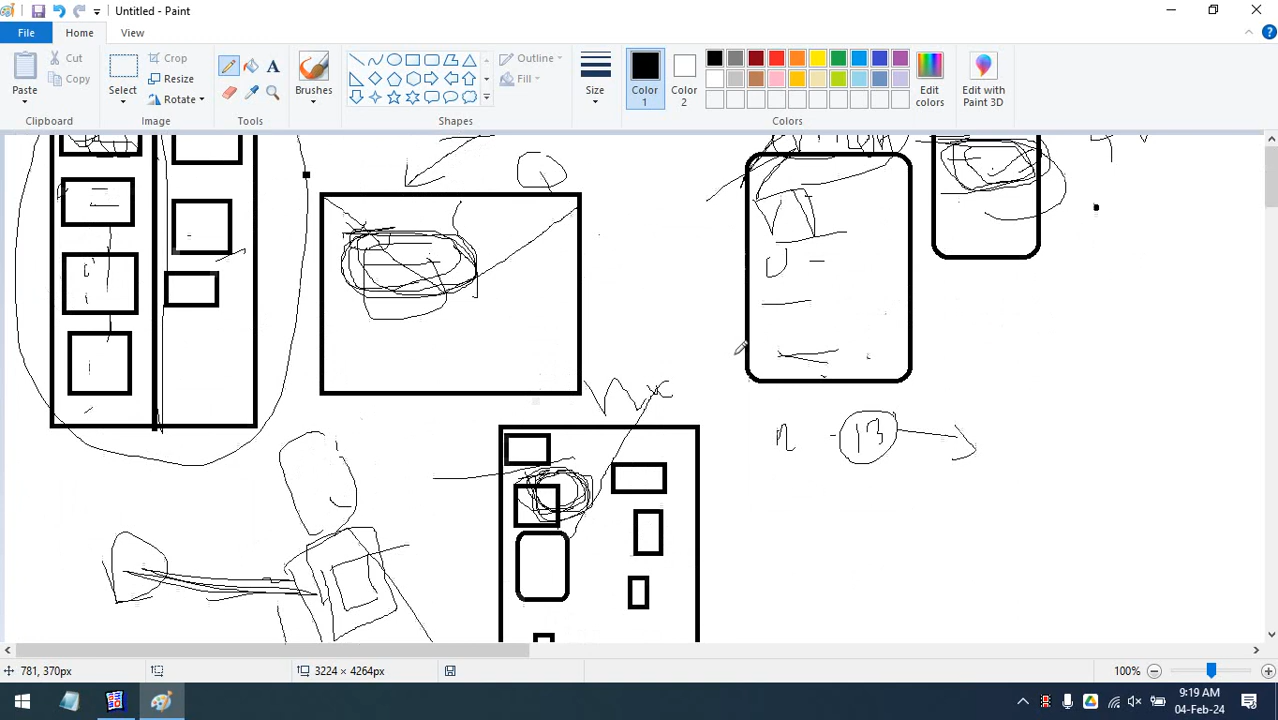 Untitled - Paint
File
Home
View
Paste
Cut
Copy
Clipboard
Select
Crop
Resize
Rotate
Image
Tools
Brushes
Outline
Fill
Shapes
Size
Color
1
Color
2
Edit
colors
Edit with
Paint 3D
Colors
13
781, 370px
3224 × 4264px
100%
9:19 AM
04-Feb-24